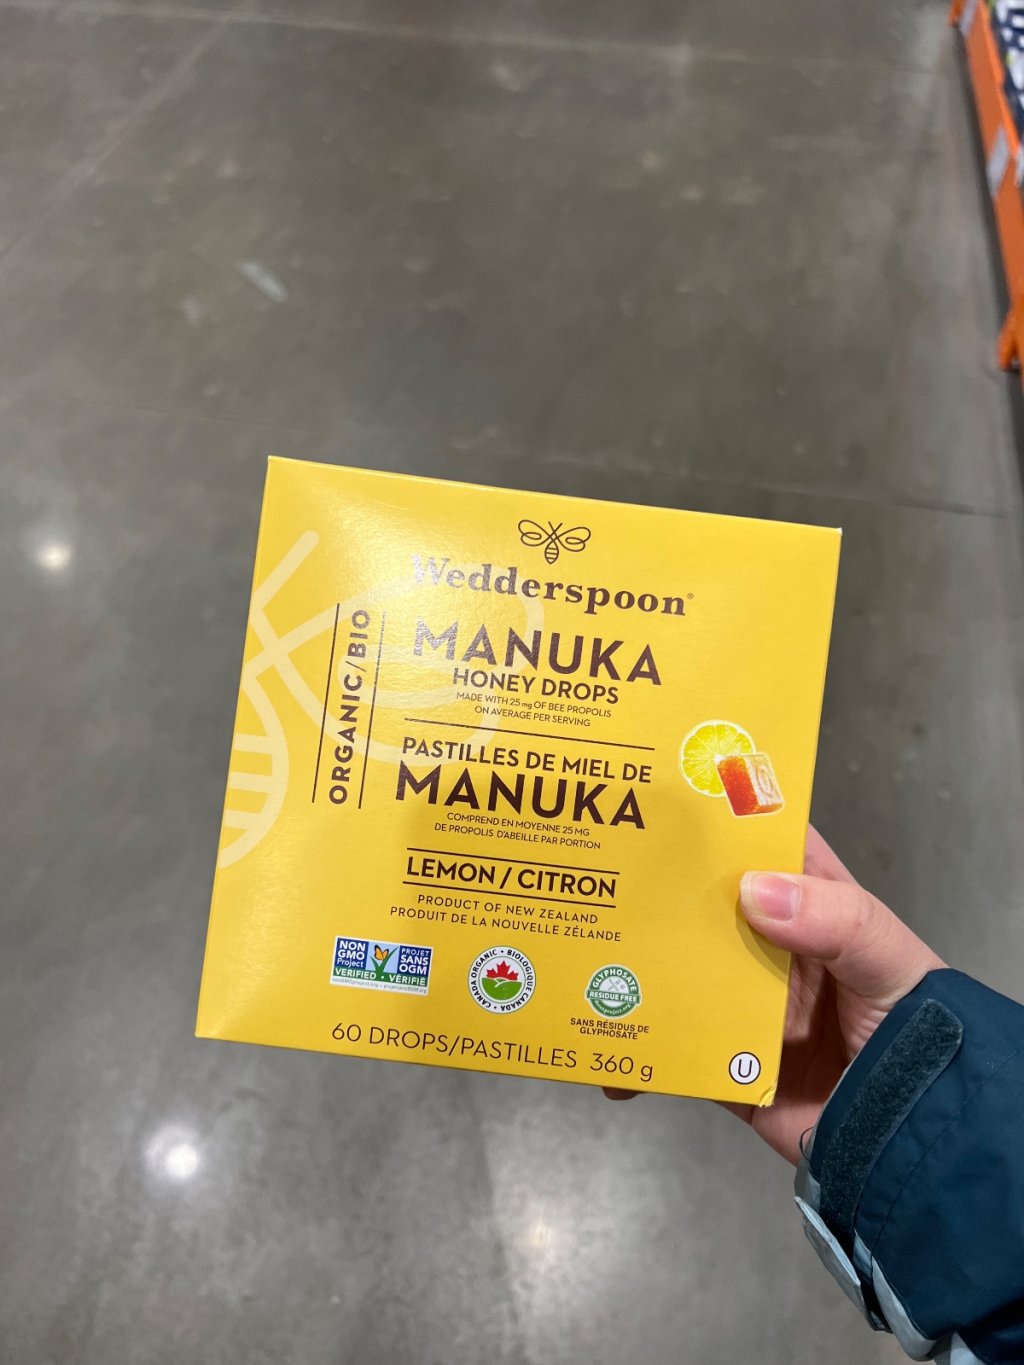 Wedderspoon®
ORGANIC/BIO
MANUKA
HONEY DROPS
MADE WITH 25 mg OF BEE PROPOLIS
ON AVERAGE PER SERVING
PASTILLES DE MIEL DE
MANUKA
COMPREND EN MOYENNE 25 MG
DE PROPOLIS D'ABEILLE PAR PORTION
LEMON / CITRON
PRODUCT OF NEW ZEALAND
PRODUIT DE LA NOUVELLE ZÉLANDE
NON
GMO
Project
VERIFIED
PROJET
SANS
OGM
VÉRIFIÉ
CANADA ORGANIC • BIOLOGIQUE CANADA •
GLYPHOSATE
RESIDUE FREE
SANS RÉSIDUS DE
GLYPHOSATE
60 DROPS/PASTILLES 360 g
U